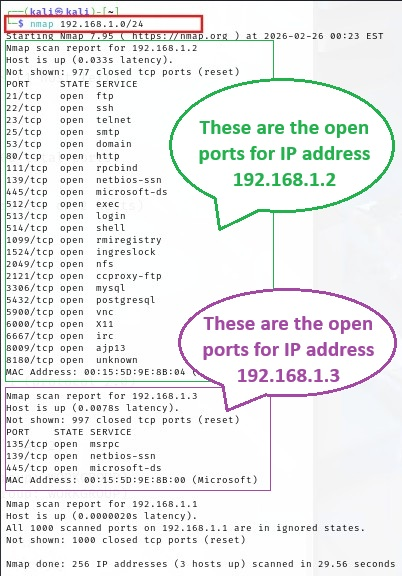 (kali㉿kali)-[~]
$ nmap 192.168.1.0/24
Starting Nmap 7.95 ( https://nmap.org ) at 2026-02-26 00:23 EST
Nmap scan report for 192.168.1.2
Host is up (0.033s latency).
Not shown: 977 closed tcp ports (reset)
PORT STATE SERVICE
21/tcp open ftp
22/tcp open ssh
23/tcp open telnet
25/tcp open smtp
53/tcp open domain
80/tcp open http
111/tcp open rpcbind
139/tcp open netbios-ssn
445/tcp open microsoft-ds
512/tcp open exec
513/tcp open login
514/tcp open shell
1099/tcp open rmiregistry
1524/tcp open ingreslock
2049/tcp open nfs
2121/tcp open ccproxy-ftp
3306/tcp open mysql
5432/tcp open postgresql
5900/tcp open vnc
6000/tcp open X11
6667/tcp open irc
8009/tcp open ajp13
8180/tcp open unknown
MAC Address: 00:15:5D:9E:8B:04 (
These are the open
ports for IP address
192.168.1.2
Nmap scan report for 192.168.1.3
Host is up (0.0078s latency).
Not shown: 997 closed tcp ports (reset)
PORT STATE SERVICE
135/tcp open msrpc
139/tcp open netbios-ssn
445/tcp open microsoft-ds
MAC Address: 00:15:5D:9E:8B:00 (Microsoft)
These are the open
ports for IP address
192.168.1.3
Nmap scan report for 192.168.1.1
Host is up (0.0000020s latency).
All 1000 scanned ports on 192.168.1.1 are in ignored states.
Not shown: 1000 closed tcp ports (reset)
Nmap done: 256 IP addresses (3 hosts up) scanned in 29.56 seconds